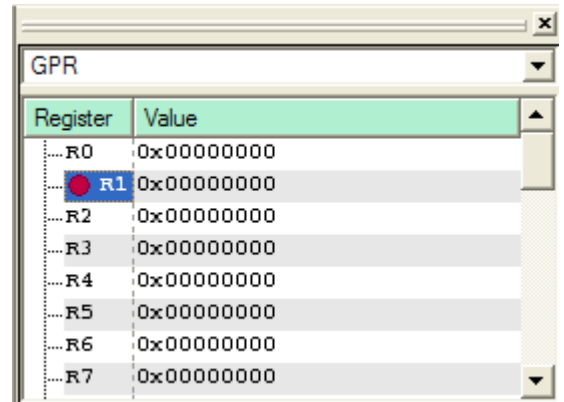 GPR
Register Value
R0 0x00000000
R1 0x00000000
R2 0x00000000
R3 0x00000000
R4 0x00000000
R5 0x00000000
R6 0x00000000
R7 0x00000000